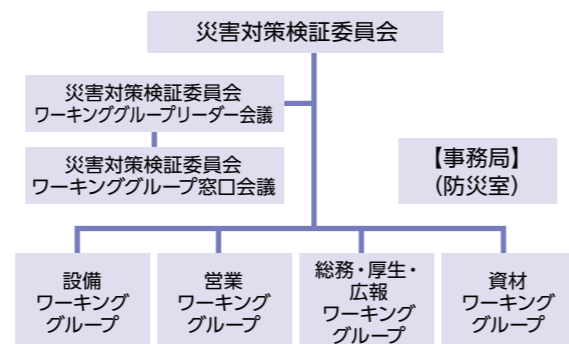 災害対策検証委員会
災害対策検証委員会
ワーキンググループリーダー会議
災害対策検証委員会
ワーキンググループ窓口会議
【事務局】
（防災室）
設備
ワーキング
グループ
営業
ワーキング
グループ
総務・厚生・
広報
ワーキング
グループ
資材
ワーキング
グループ